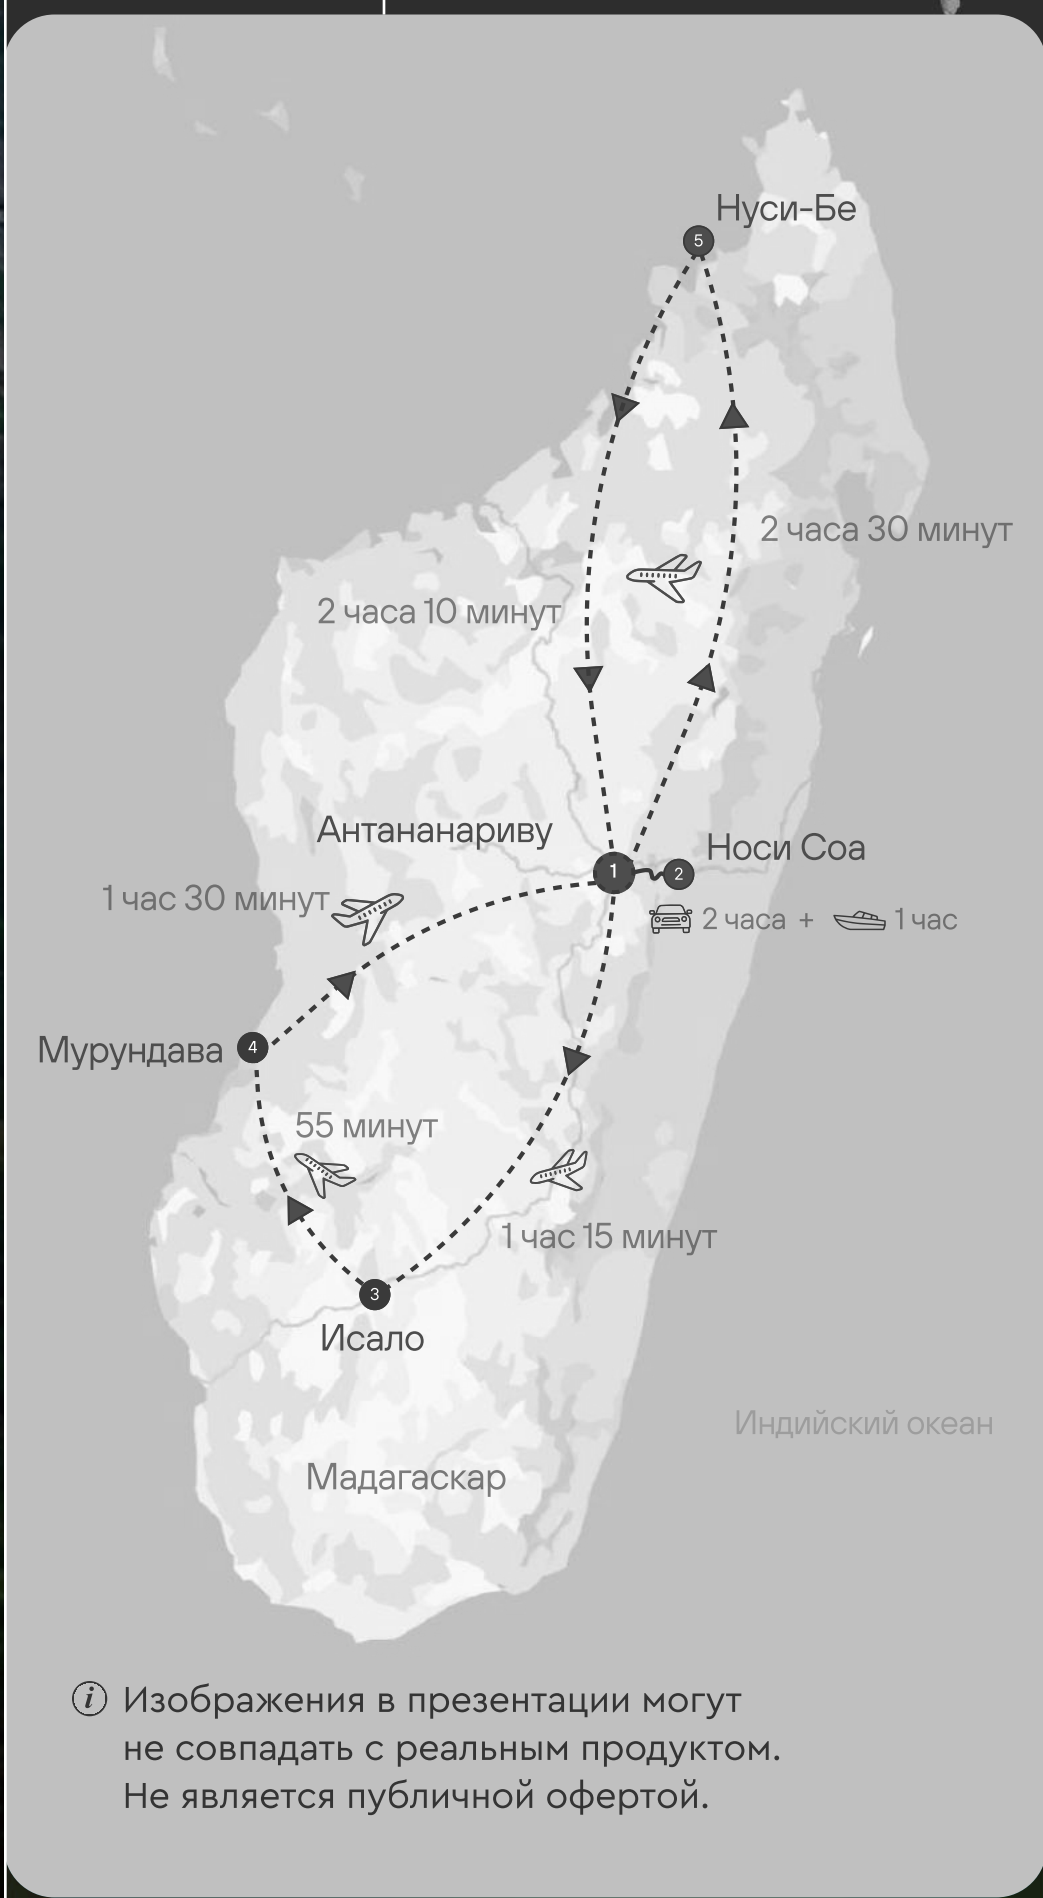 Нуси-Бе
5
2 часа 30 минут
2 часа 10 минут
Антананариву
Носи Соа
1
2
1 час 30 минут
2 часа + 1 час
Мурундава
4
55 минут
1 час 15 минут
3
Исало
Индийский океан
Мадагаскар
i Изображения в презентации могут
не совпадать с реальным продуктом.
Не является публичной офертой.